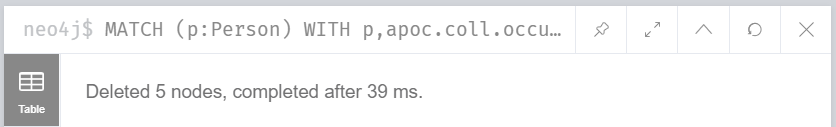 neo4j$ MATCH (p:Person) WITH p,apoc.coll.occu…
Deleted 5 nodes, completed after 39 ms.
Table